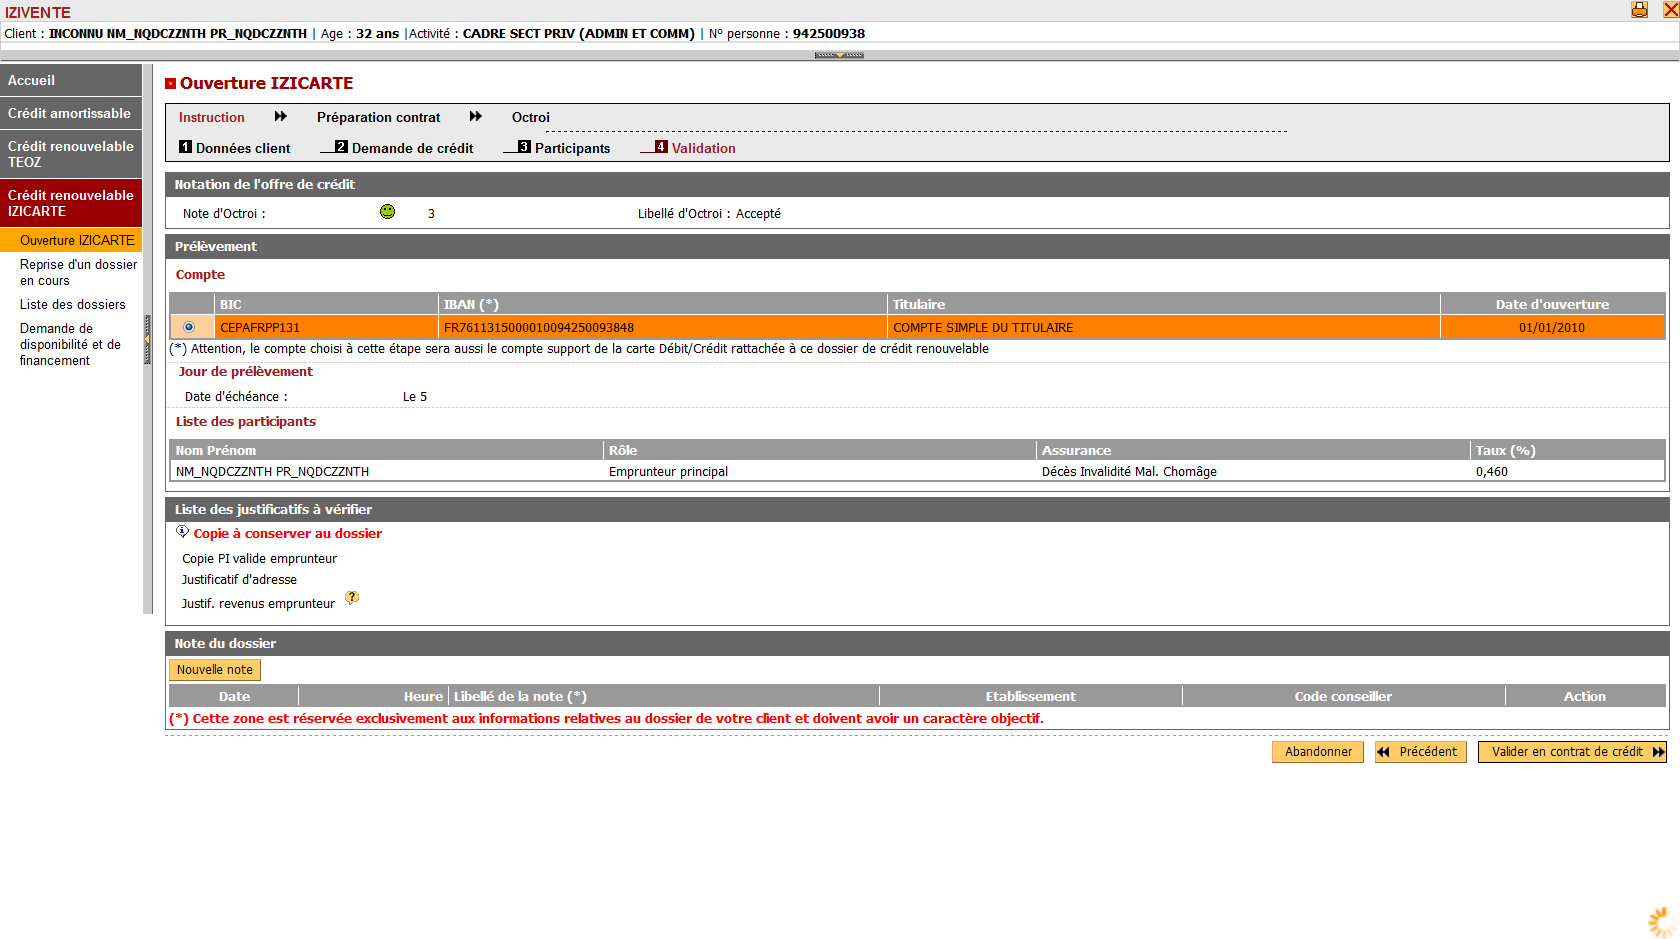 IZIVENTE
Client : INCONNU NM_NQDCZZNTH PR_NQDCZZNTH | Age : 32 ans |Activité : CADRE SECT PRIV (ADMIN ET COMM) | N° personne : 942500938
Accueil
Crédit amortissable
Crédit renouvelable
TEOZ
Crédit renouvelable
IZICARTE
Ouverture IZICARTE
Reprise d'un dossier
en cours
Liste des dossiers
Demande de
disponibilité et de
financement
Ouverture IZICARTE
Instruction Préparation contrat Octroi
1 Données client 2 Demande de crédit 3 Participants 4 Validation
Notation de l'offre de crédit
Note d'Octroi : 3 Libellé d'Octroi : Accepté
Prélèvement
Compte
BIC IBAN (*) Titulaire Date d'ouverture
CEPAFRPP131 FR7611315000010094250093848 COMPTE SIMPLE DU TITULAIRE 01/01/2010
(*) Attention, le compte choisi à cette étape sera aussi le compte support de la carte Débit/Crédit rattachée à ce dossier de crédit renouvelable
Jour de prélèvement
Date d'échéance : Le 5
Liste des participants
Nom Prénom Rôle Assurance Taux (%)
NM_NQDCZZNTH PR_NQDCZZNTH Emprunteur principal Décès Invalidité Mal. Chomâge 0,460
Liste des justificatifs à vérifier
Copie à conserver au dossier
Copie PI valide emprunteur
Justificatif d'adresse
Justif. revenus emprunteur ?
Note du dossier
Nouvelle note
Date Heure Libellé de la note (*) Etablissement Code conseiller Action
(*) Cette zone est réservée exclusivement aux informations relatives au dossier de votre client et doivent avoir un caractère objectif.
Abandonner Précédent Valider en contrat de crédit